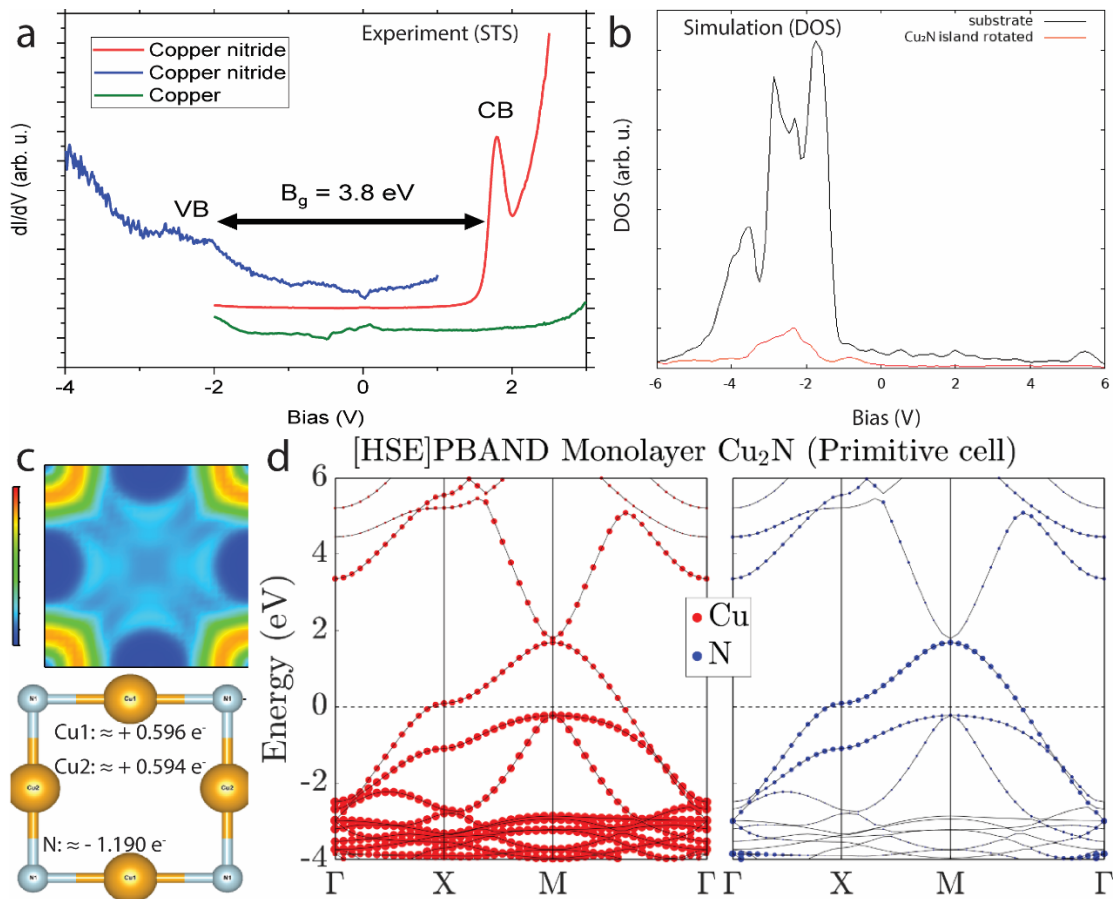 a
Experiment (STS)
Copper nitride
Copper nitride
Copper
CB
VB
B_g = 3.8 eV
dI/dV (arb. u.)
-4 -2 0 2
Bias (V)
b
Simulation (DOS)
substrate
Cu₂N island rotated
DOS (arb. u.)
-6 -4 -2 0 2 4 6
Bias (V)
c
N1 Cu1 N1
Cu1: ≈ + 0.596 e⁻
Cu2: ≈ + 0.594 e⁻
Cu2 Cu2
N: ≈ - 1.190 e⁻
N1 Cu1 N1
d
[HSE]PBAND Monolayer Cu₂N (Primitive cell)
Energy (eV)
6
4
2
0
-2
-4
Cu
N
Γ X M Γ
Γ X M Γ